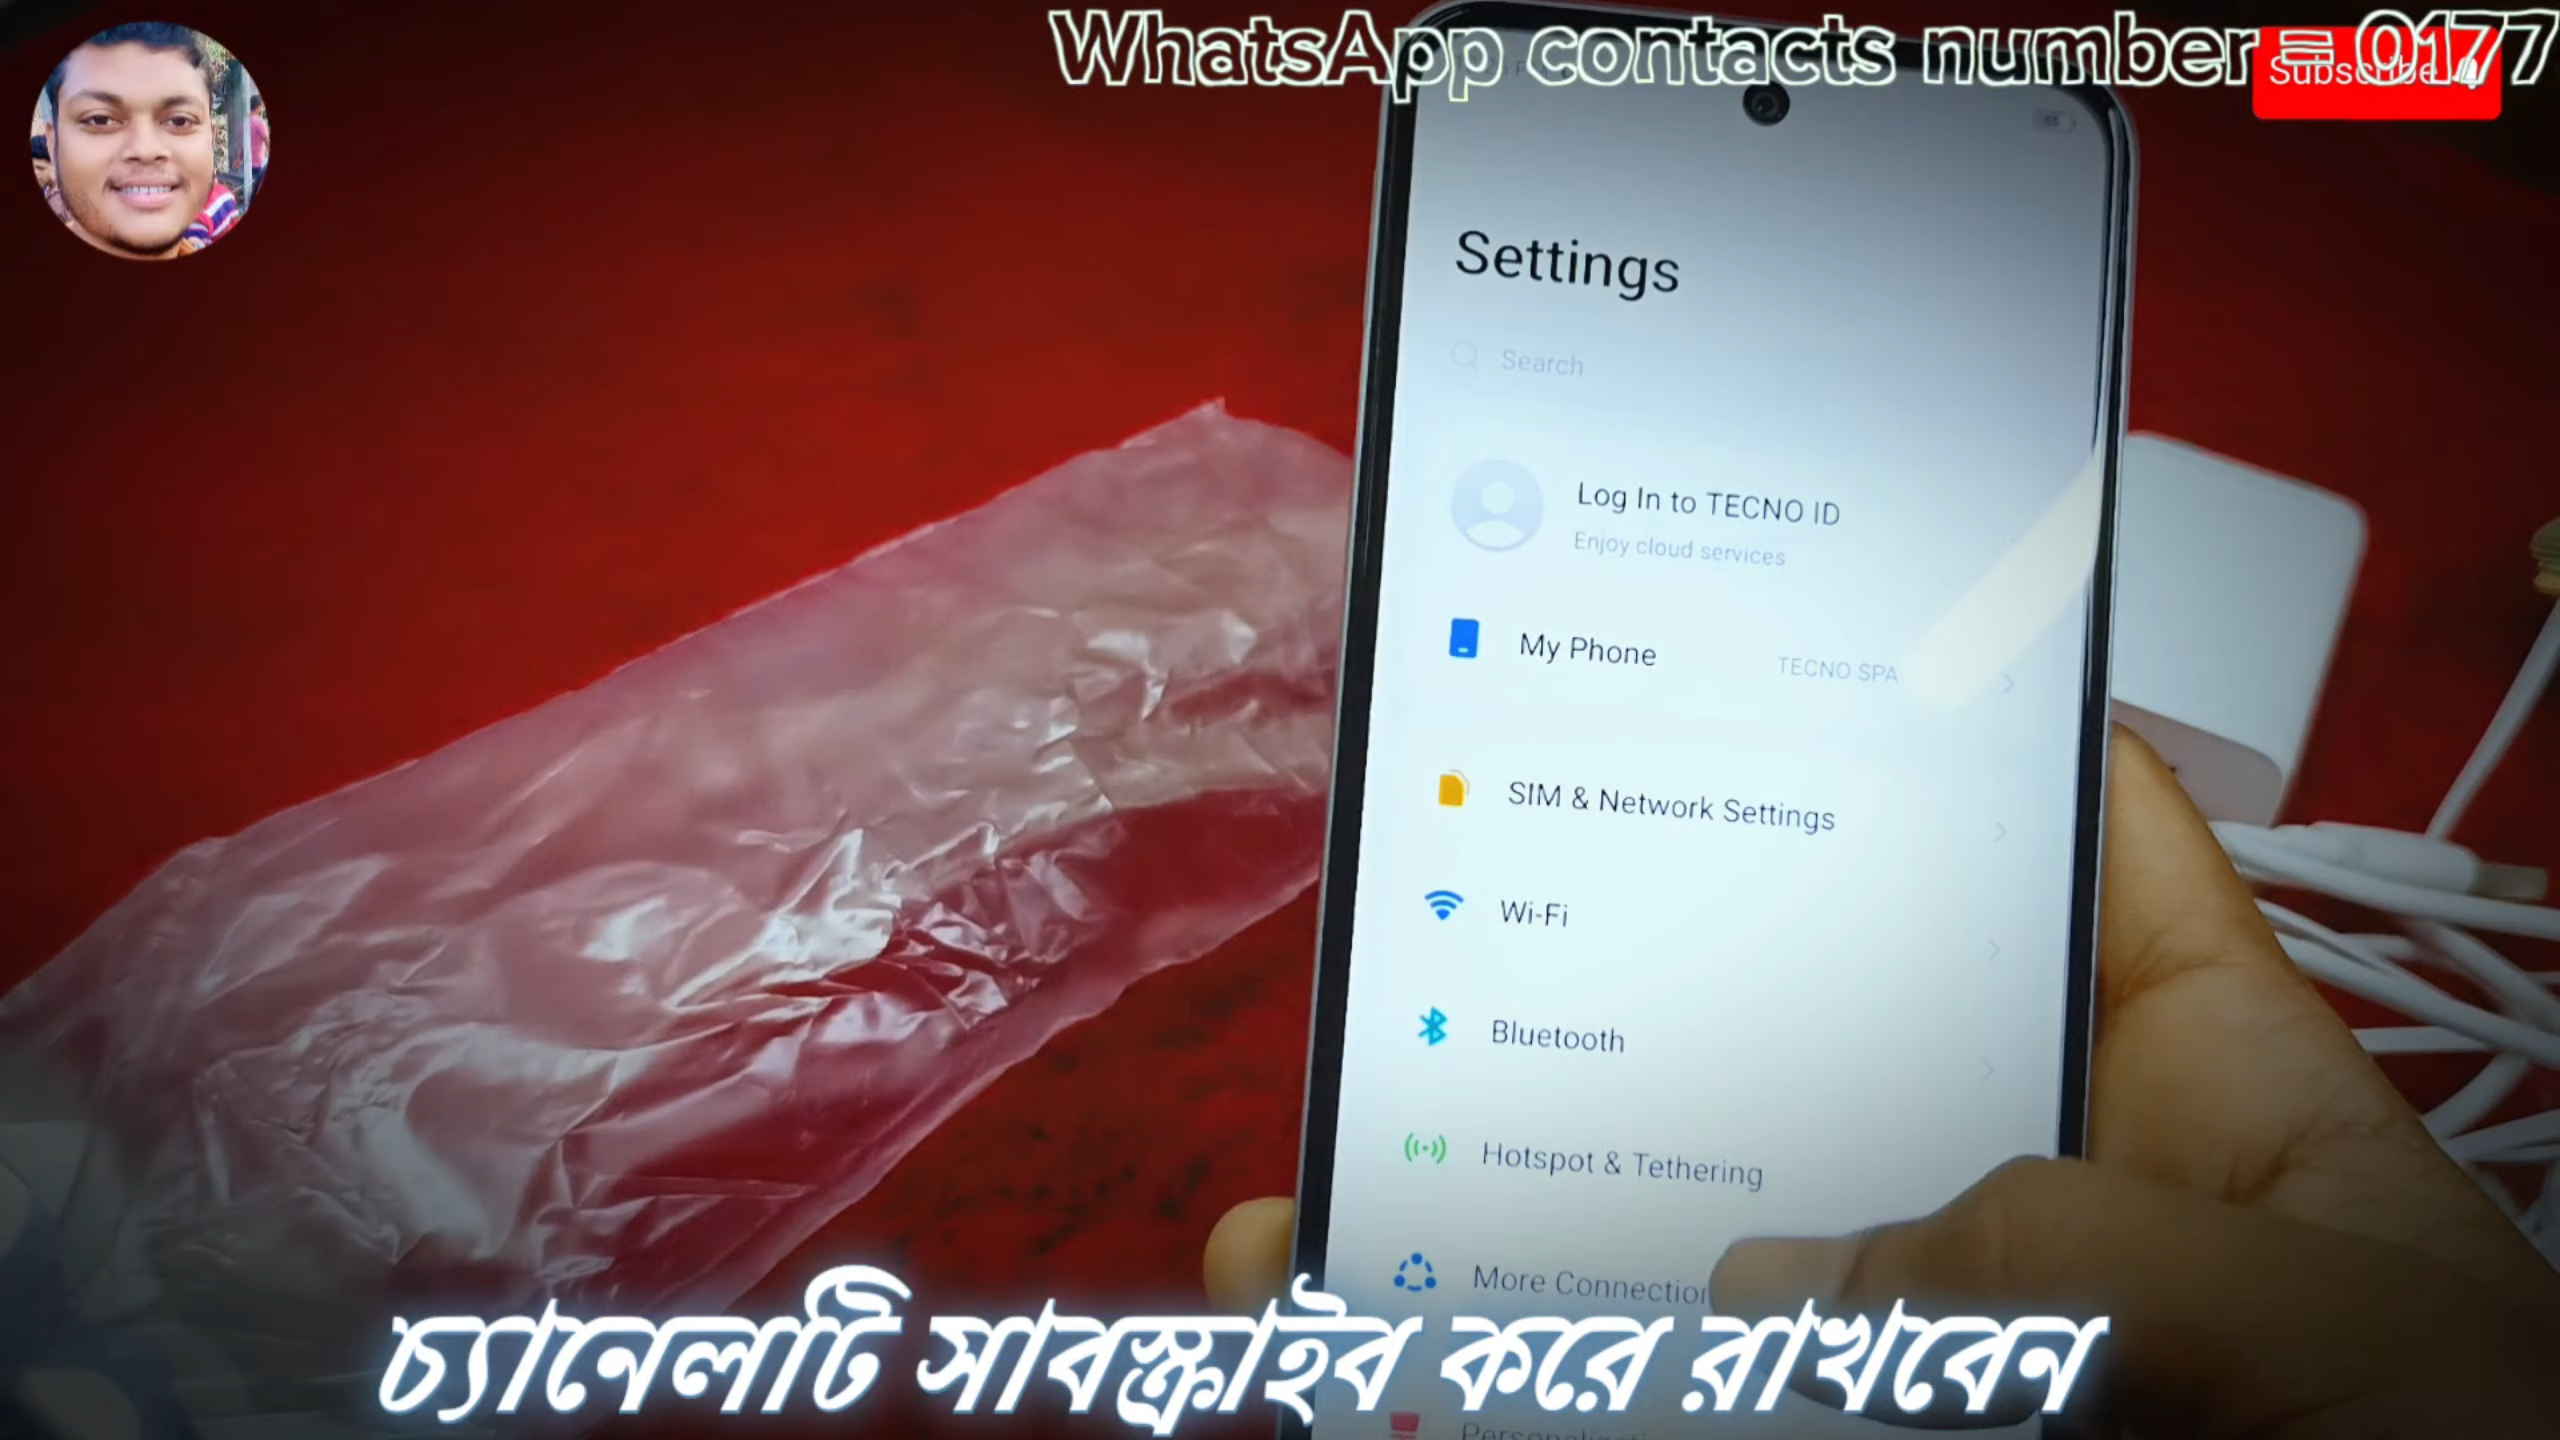 WhatsApp contacts number = 0177
Subscribe
Settings
Search
Log In to TECNO ID
Enjoy cloud services
My Phone
TECNO SPA
SIM & Network Settings
Wi-Fi
Bluetooth
Hotspot & Tethering
More Connection
চ্যানেলটি সাবস্ক্রাইব করে রাখবেন